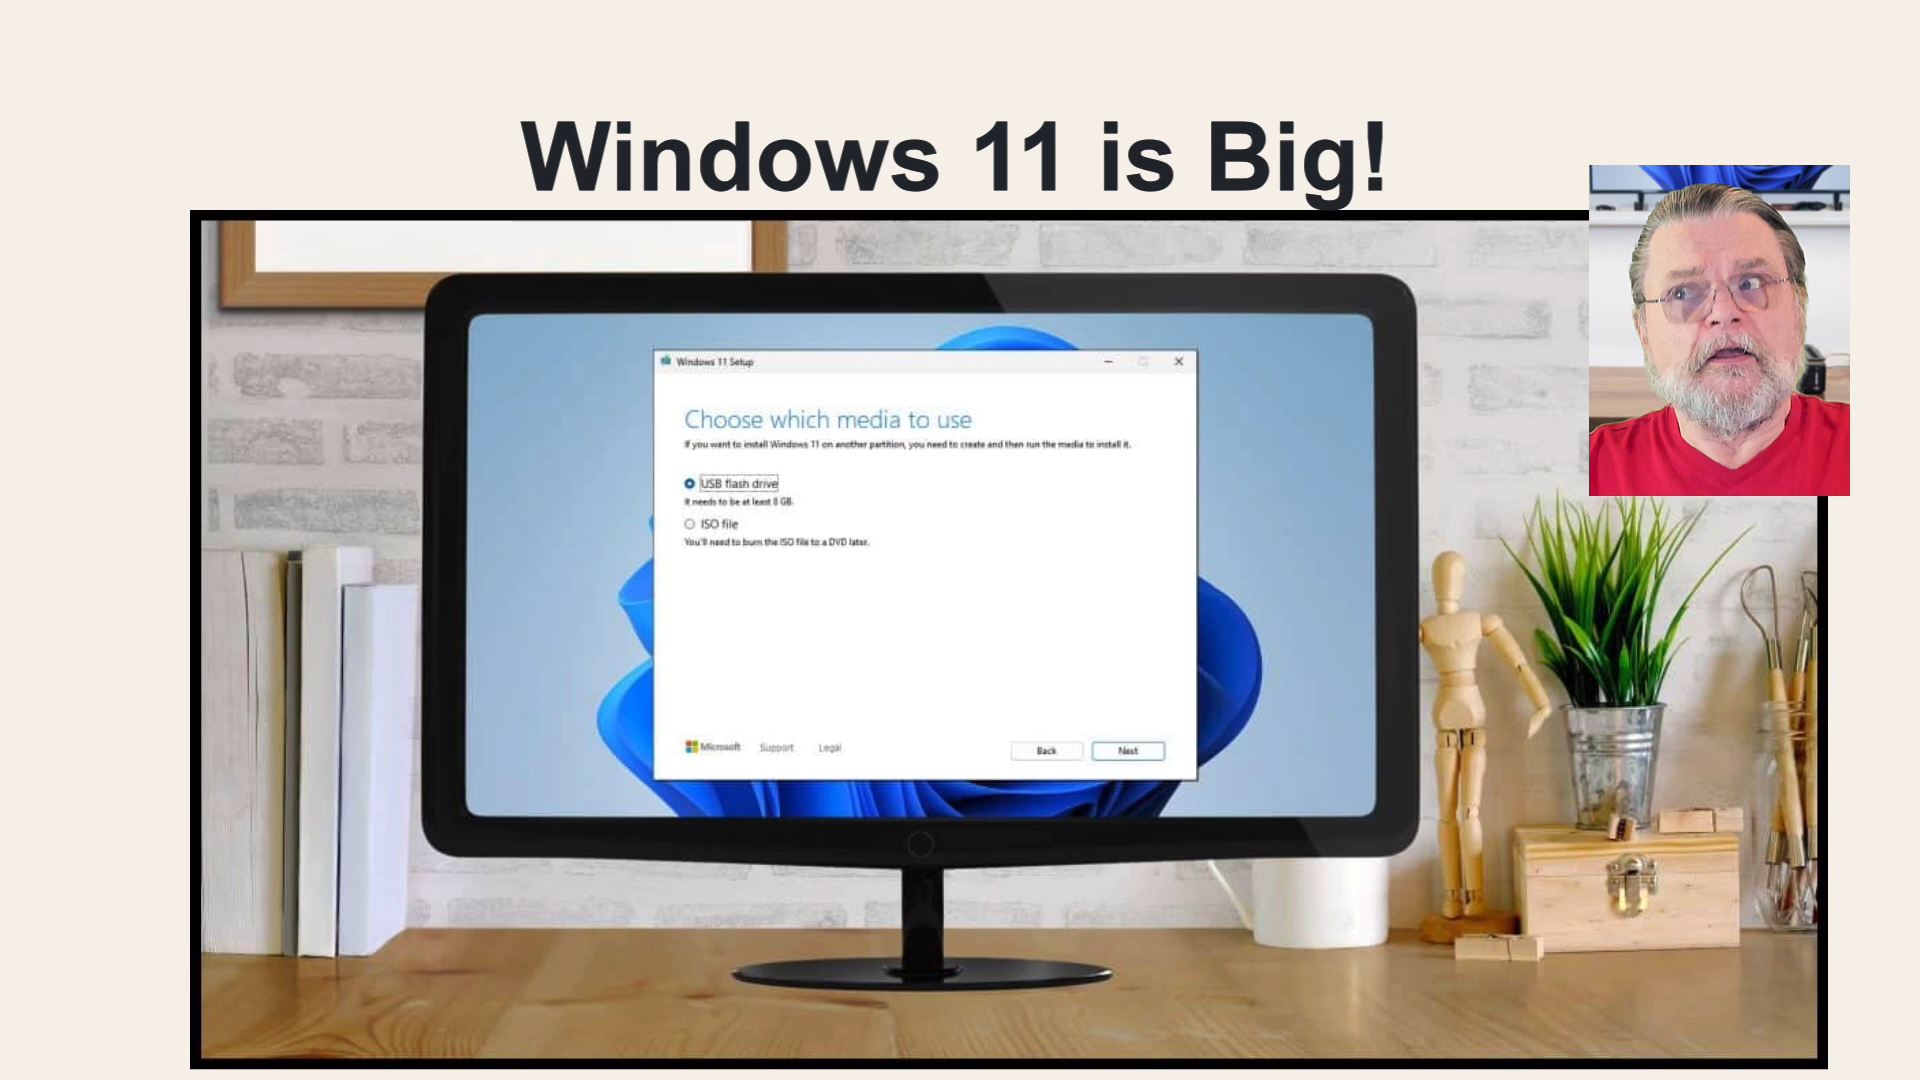 Windows 11 is Big!
Windows 11 Setup
Choose which media to use
If you want to install Windows 11 on another partition, you need to create and then run the media to install it.
USB flash drive
It needs to be at least 8 GB.
ISO file
You'll need to burn the ISO file to a DVD later.
Microsoft Support Legal
Back Next